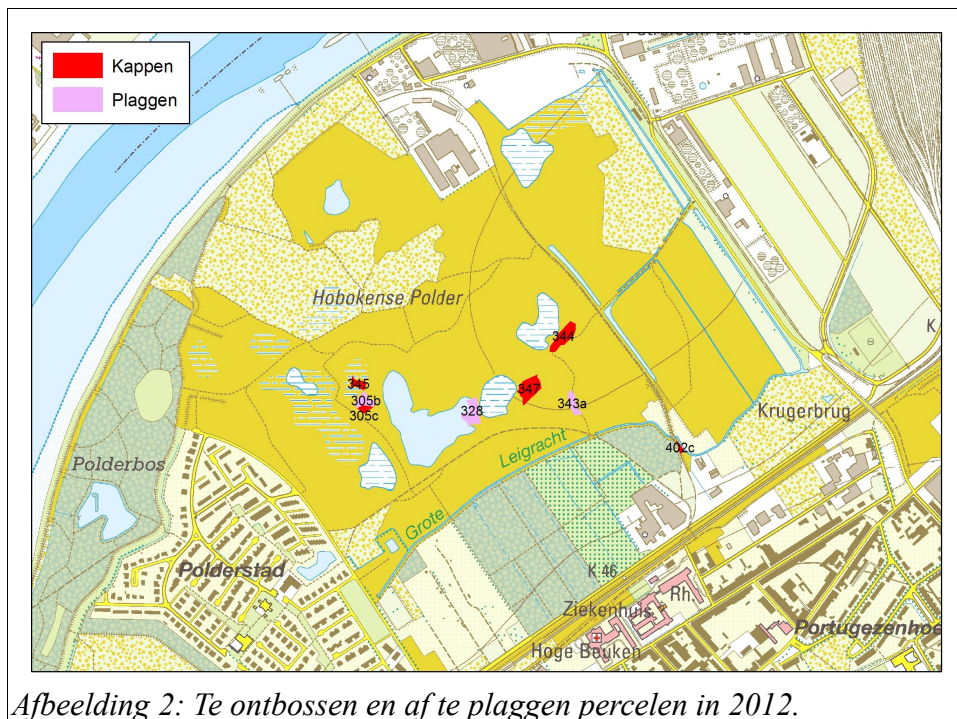 Kappen
Plaggen
Hobokense Polder
344
345
347
305b
305c
328
343a
Krugerbrug
402c
Leigracht
Grote
Polderbos
Polderstad
K 46
K
Ziekenhuis
Rh.
Hoge Beuken
Portugezenhoe
Afbeelding 2: Te ontbossen en af te plaggen percelen in 2012.